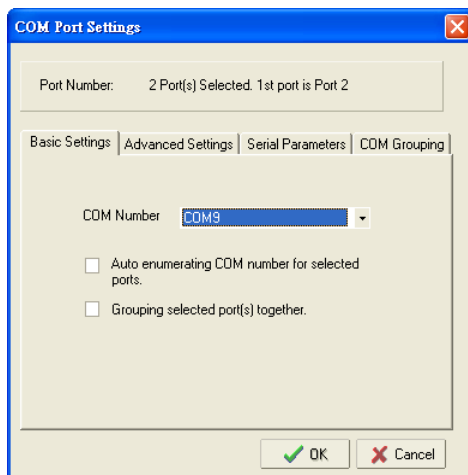 COM Port Settings
Port Number: 2 Port(s) Selected. 1st port is Port 2
Basic Settings Advanced Settings Serial Parameters COM Grouping
COM Number COM9
Auto enumerating COM number for selected
ports.
Grouping selected port(s) together.
OK Cancel